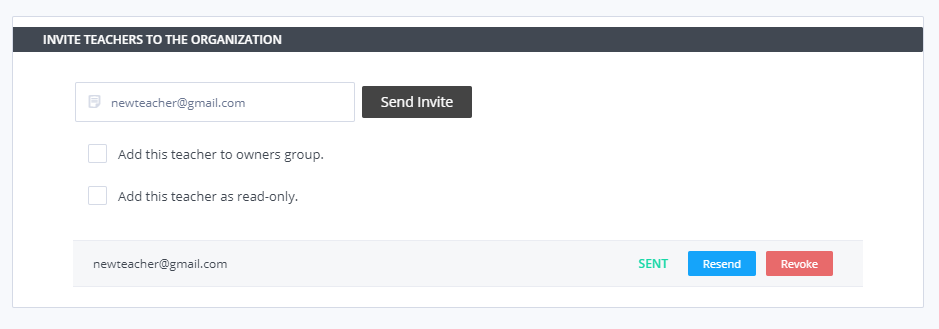 INVITE TEACHERS TO THE ORGANIZATION
newteacher@gmail.com Send Invite
Add this teacher to owners group.
Add this teacher as read-only.
newteacher@gmail.com SENT Resend Revoke